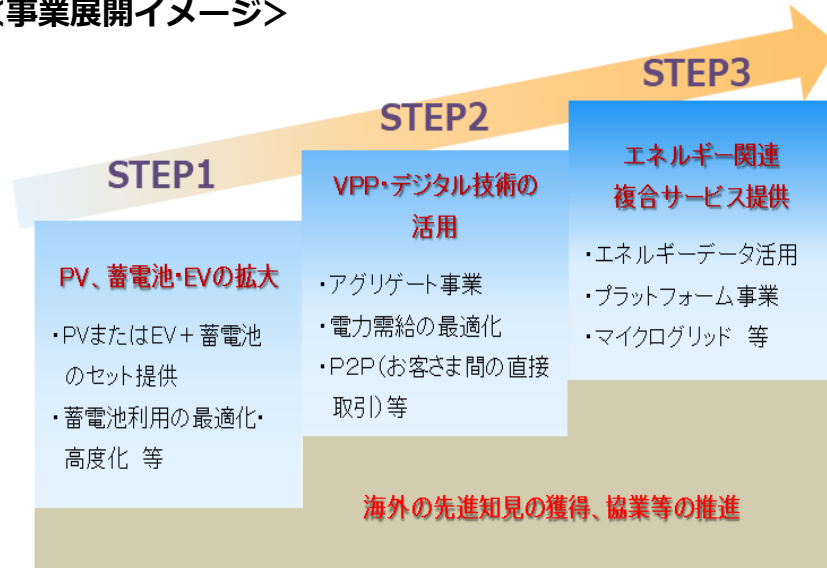 <事業展開イメージ>
STEP1
PV、蓄電池・EVの拡大
・PVまたはEV+蓄電池
のセット提供
・蓄電池利用の最適化・
高度化 等
STEP2
VPP・デジタル技術の
活用
・アグリゲート事業
・電力需給の最適化
・P2P(お客さま間の直接
取引)等
STEP3
エネルギー関連
複合サービス提供
・エネルギーデータ活用
・プラットフォーム事業
・マイクログリッド 等
海外の先進知見の獲得、協業等の推進